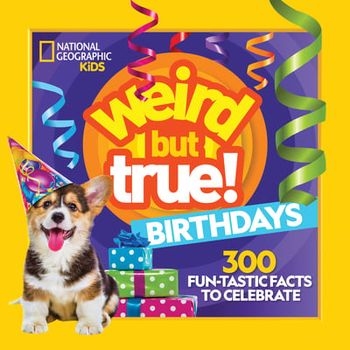 NATIONAL
GEOGRAPHIC
KiDS
weird
but
true!
BIRTHDAYS
300
FUN-TASTIC FACTS
TO CELEBRATE